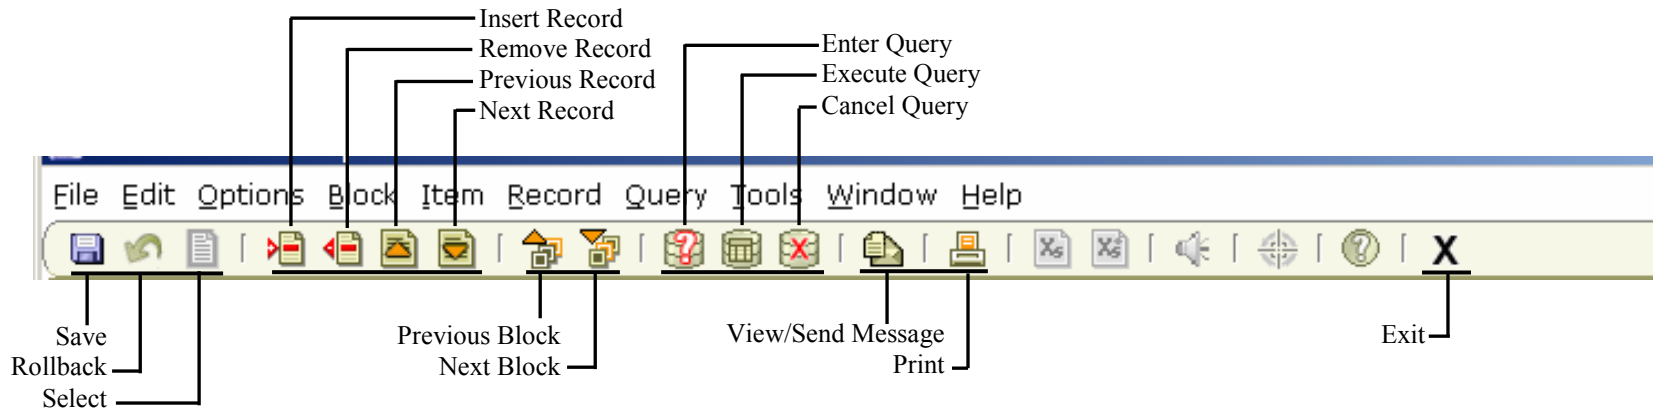 Insert Record
Remove Record
Previous Record
Next Record
Enter Query
Execute Query
Cancel Query
File Edit Options Block Item Record Query Tools Window Help
X
Save
Rollback
Select
Previous Block
Next Block
View/Send Message
Print
Exit